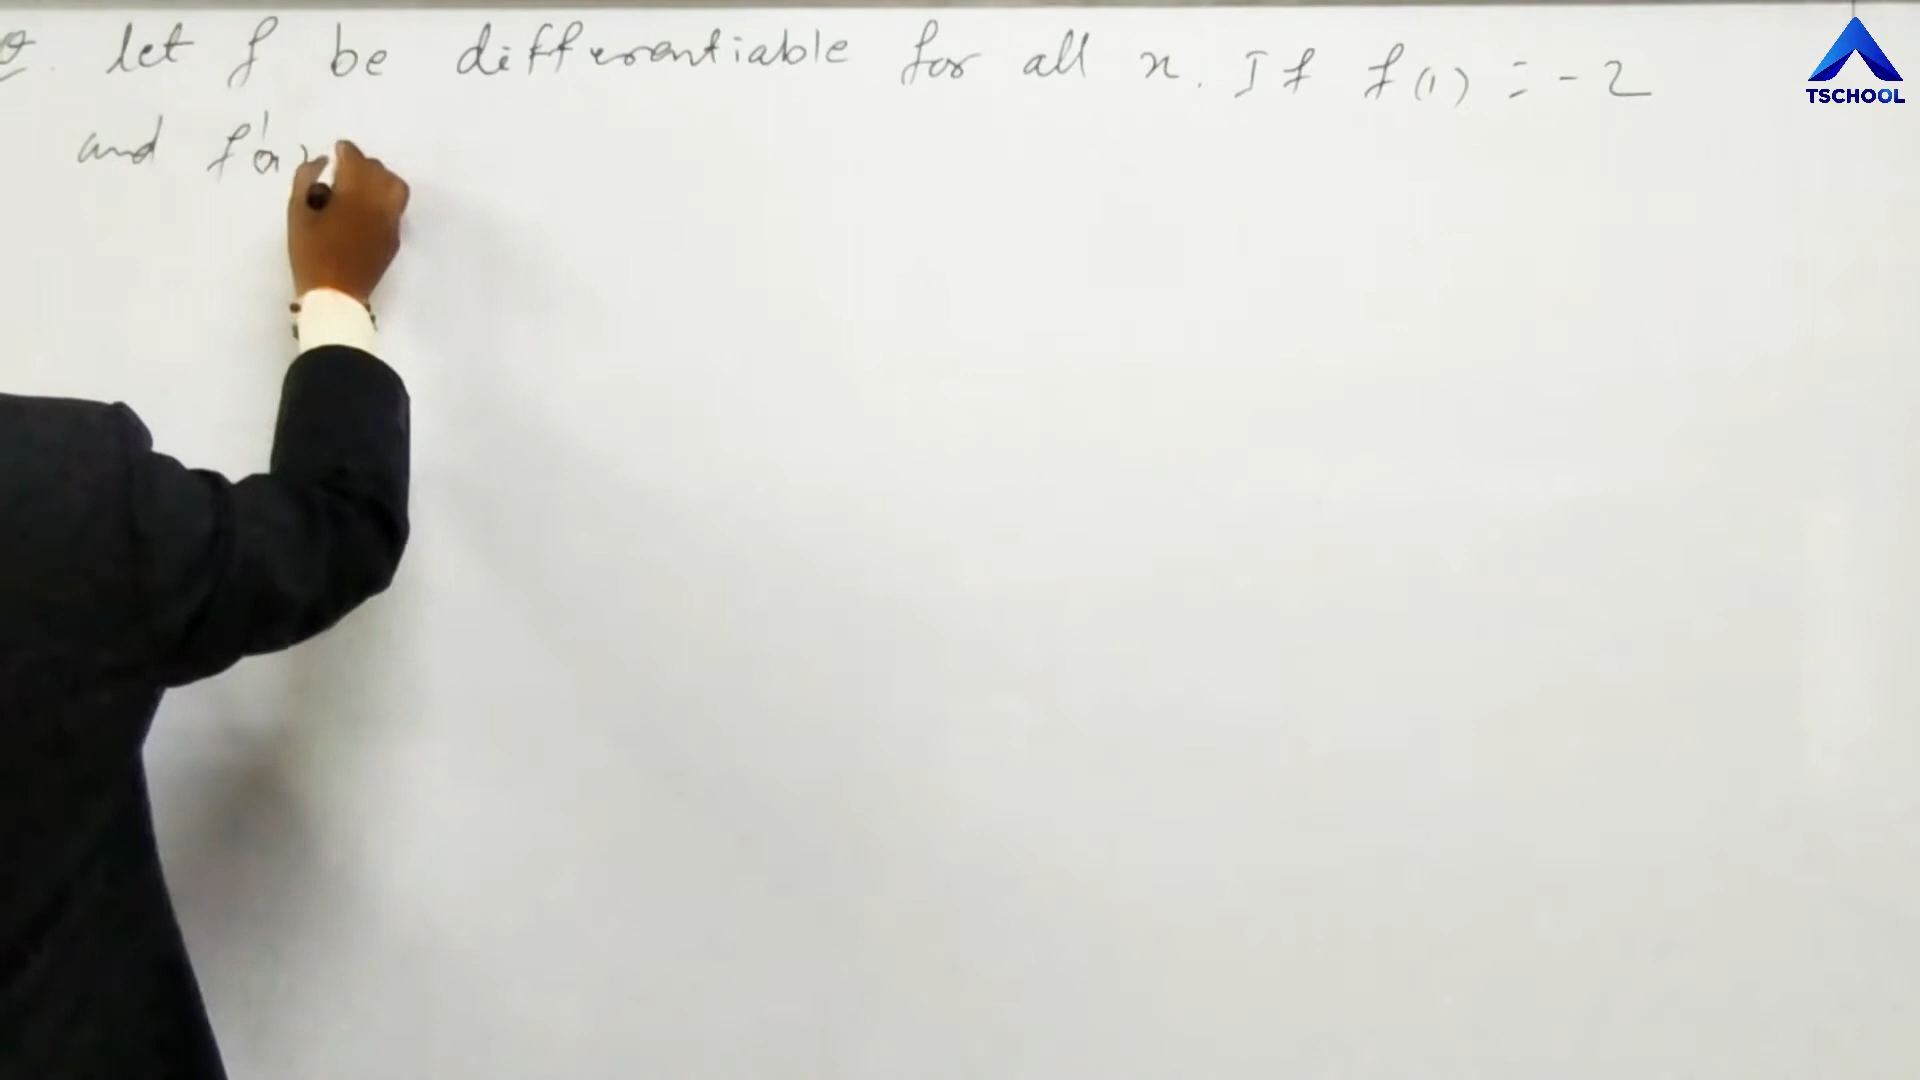 Q. let f be differentiable for all x. If f(1) = -2
and f'
TSCHOOL